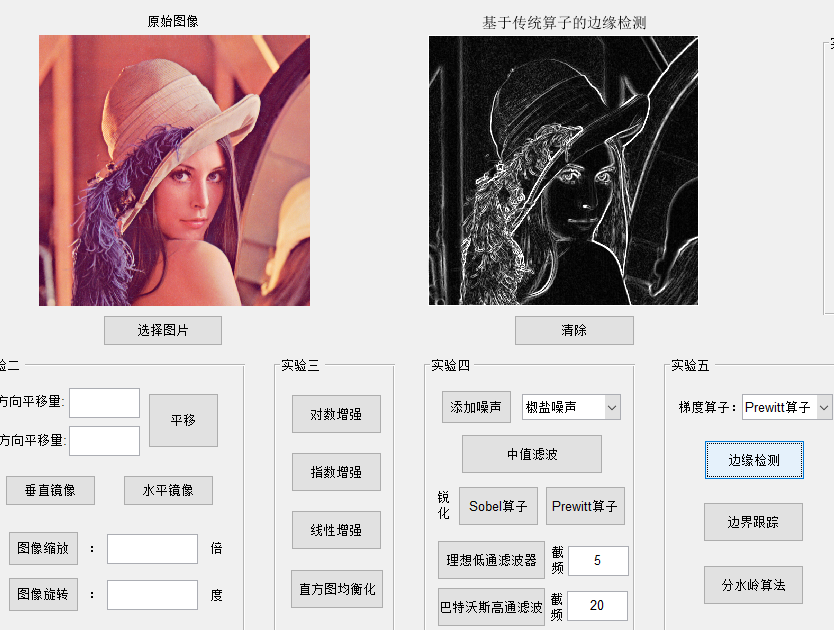 原始图像
基于传统算子的边缘检测
选择图片
清除
验二
方向平移量:
平移
方向平移量:
垂直镜像
水平镜像
图像缩放
:
倍
图像旋转
:
度
实验三
对数增强
指数增强
线性增强
直方图均衡化
实验四
添加噪声
椒盐噪声
中值滤波
锐化
Sobel算子
Prewitt算子
理想低通滤波器
截频
5
巴特沃斯高通滤波
截频
20
实验五
梯度算子：
Prewitt算子
边缘检测
边界跟踪
分水岭算法